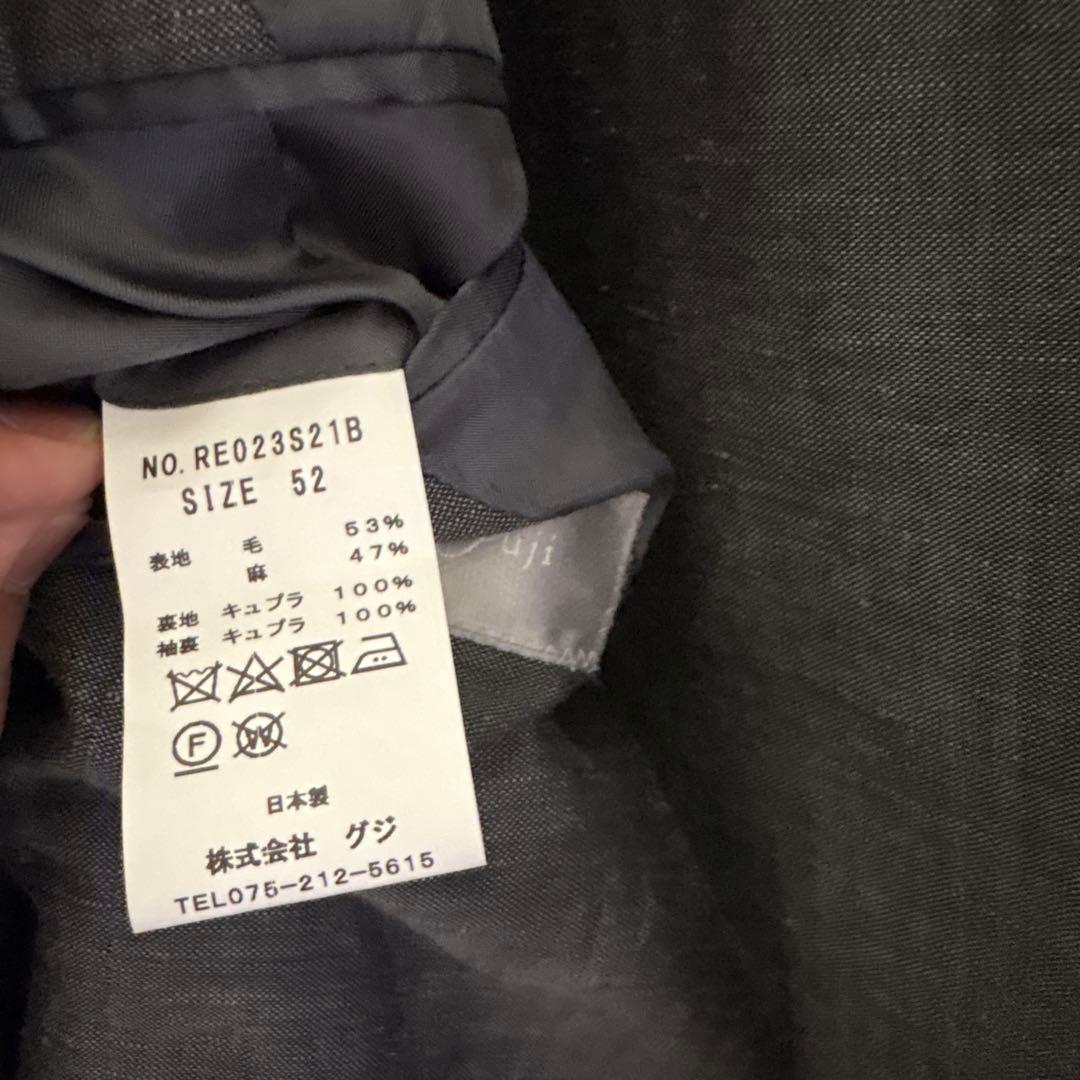 NO. RE023S21B
SIZE 52
表地 毛 53%
麻 47%
裏地 キュプラ 100%
袖裏 キュプラ 100%
F W
日本製
株式会社 グジ
TEL075-212-5615